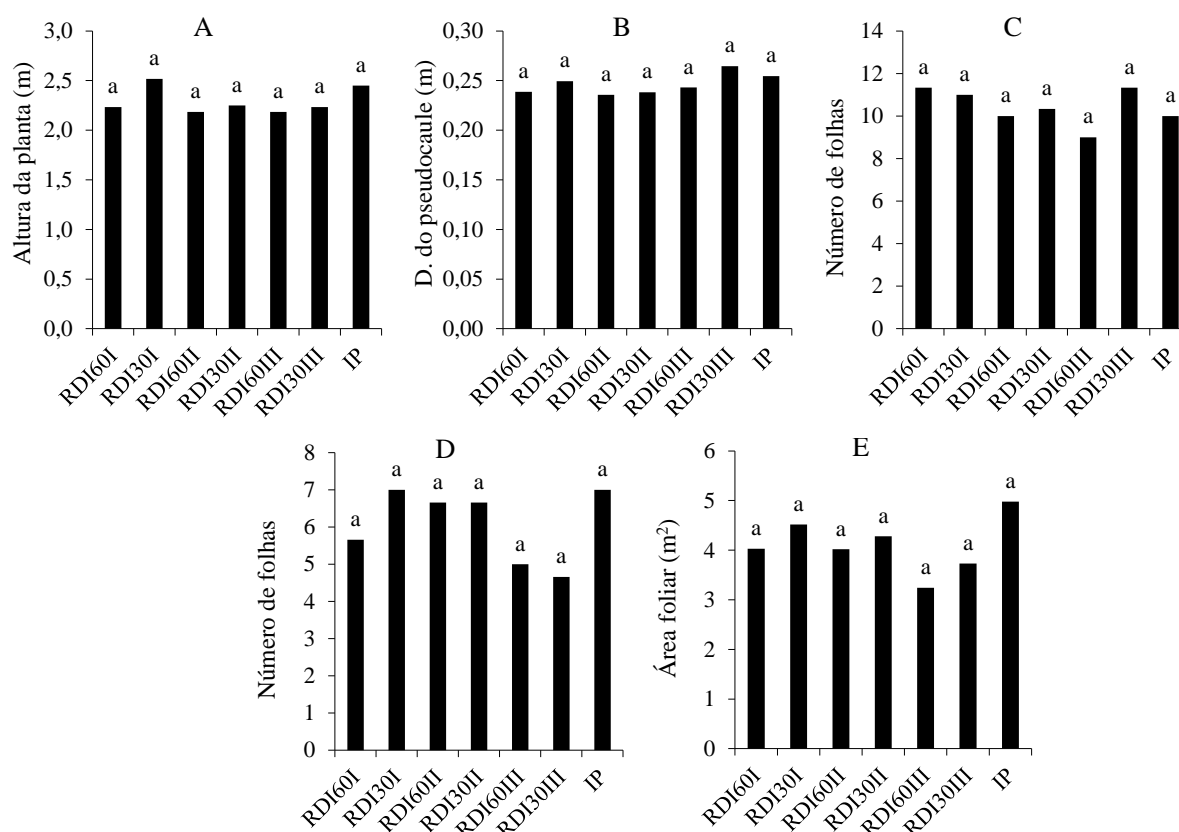 A
Altura da planta (m)
3,0
2,5
2,0
1,5
1,0
0,5
0,0
a a a a a a a
RDI60I RDI30I RDI60II RDI30II RDI60III RDI30III IP
B
D. do pseudocaule (m)
0,30
0,25
0,20
0,15
0,10
0,05
0,00
a a a a a a a
RDI60I RDI30I RDI60II RDI30II RDI60III RDI30III IP
C
Número de folhas
14
12
10
8
6
4
2
0
a a a a a a a
RDI60I RDI30I RDI60II RDI30II RDI60III RDI30III IP
D
Número de folhas
8
7
6
5
4
3
2
1
0
a a a a a a a
RDI60I RDI30I RDI60II RDI30II RDI60III RDI30III IP
E
Área foliar (m²)
6
5
4
3
2
1
0
a a a a a a a
RDI60I RDI30I RDI60II RDI30II RDI60III RDI30III IP